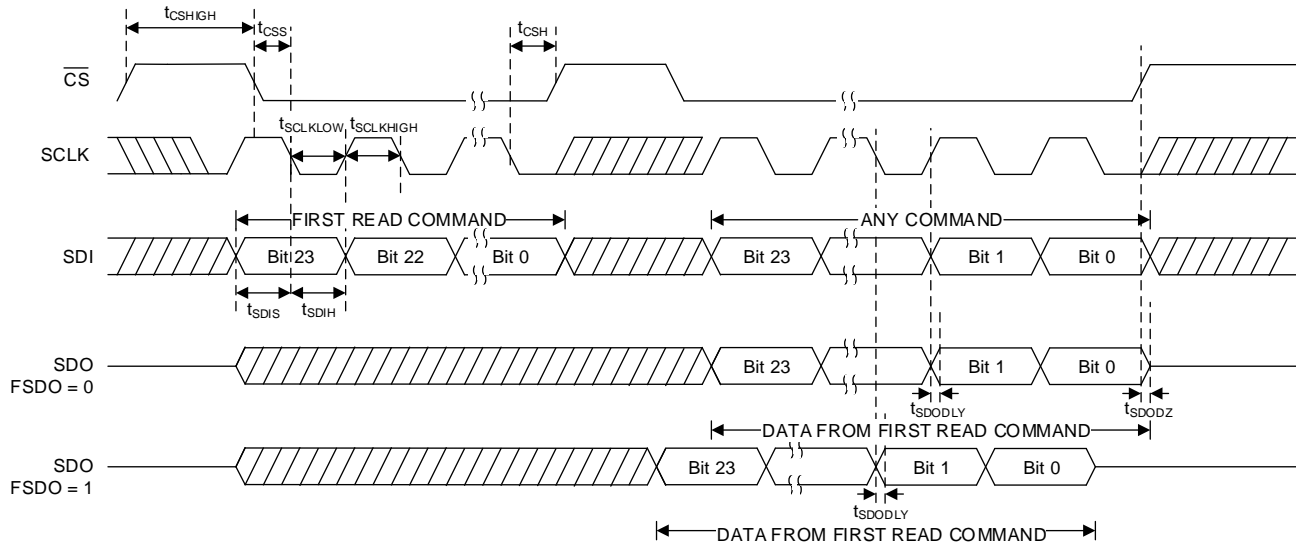 tCSHIGH
tCSS
tCSH
CS
tSCLKLOW
tSCLKHIGH
SCLK
FIRST READ COMMAND
ANY COMMAND
SDI
Bit 23
Bit 22
Bit 0
Bit 23
Bit 1
Bit 0
tSDIS
tSDIH
SDO
FSDO = 0
Bit 23
Bit 1
Bit 0
tSDODLY
tSDODZ
DATA FROM FIRST READ COMMAND
SDO
FSDO = 1
Bit 23
Bit 1
Bit 0
tSDODLY
DATA FROM FIRST READ COMMAND